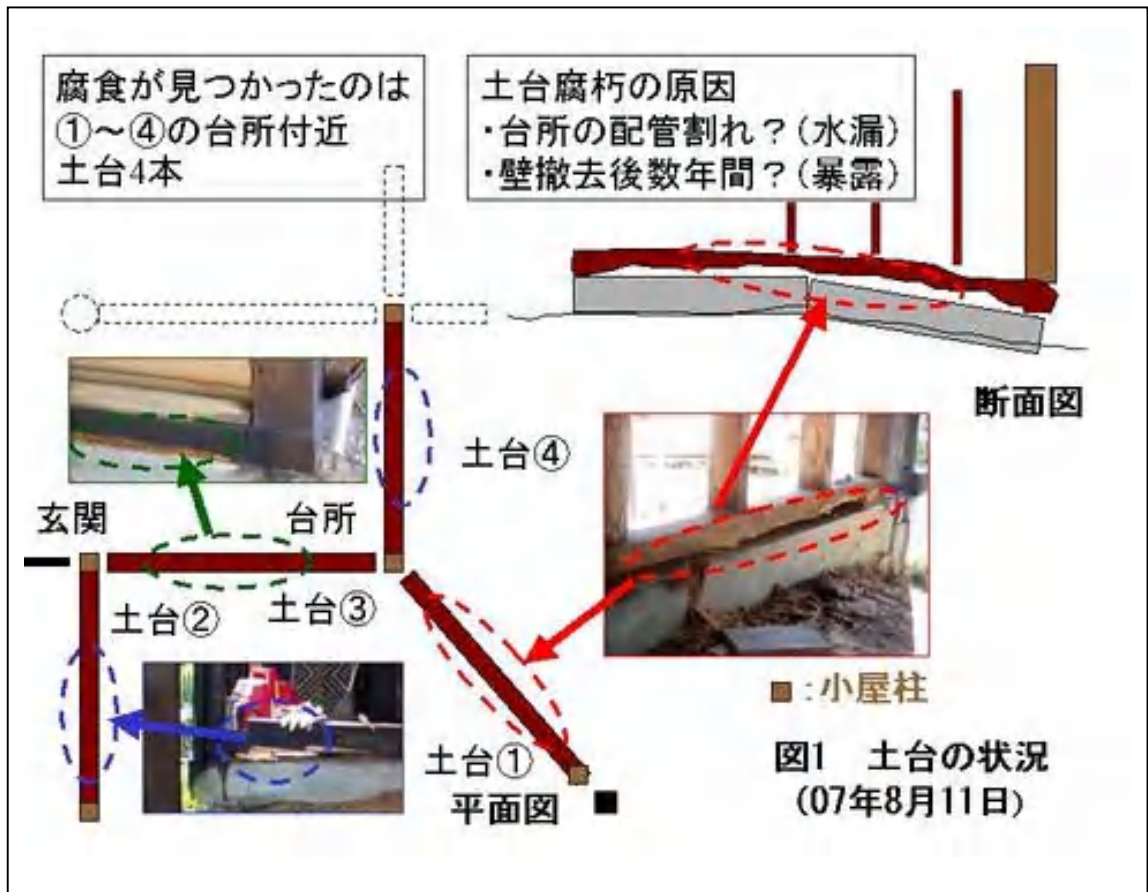 腐食が見つかったのは
①～④の台所付近
土台4本
土台腐朽の原因
・台所の配管割れ？(水漏)
・壁撤去後数年間？(暴露)
断面図
土台④
玄関
台所
土台②
土台③
土台①
平面図
■:小屋柱
図1　土台の状況
(07年8月11日)